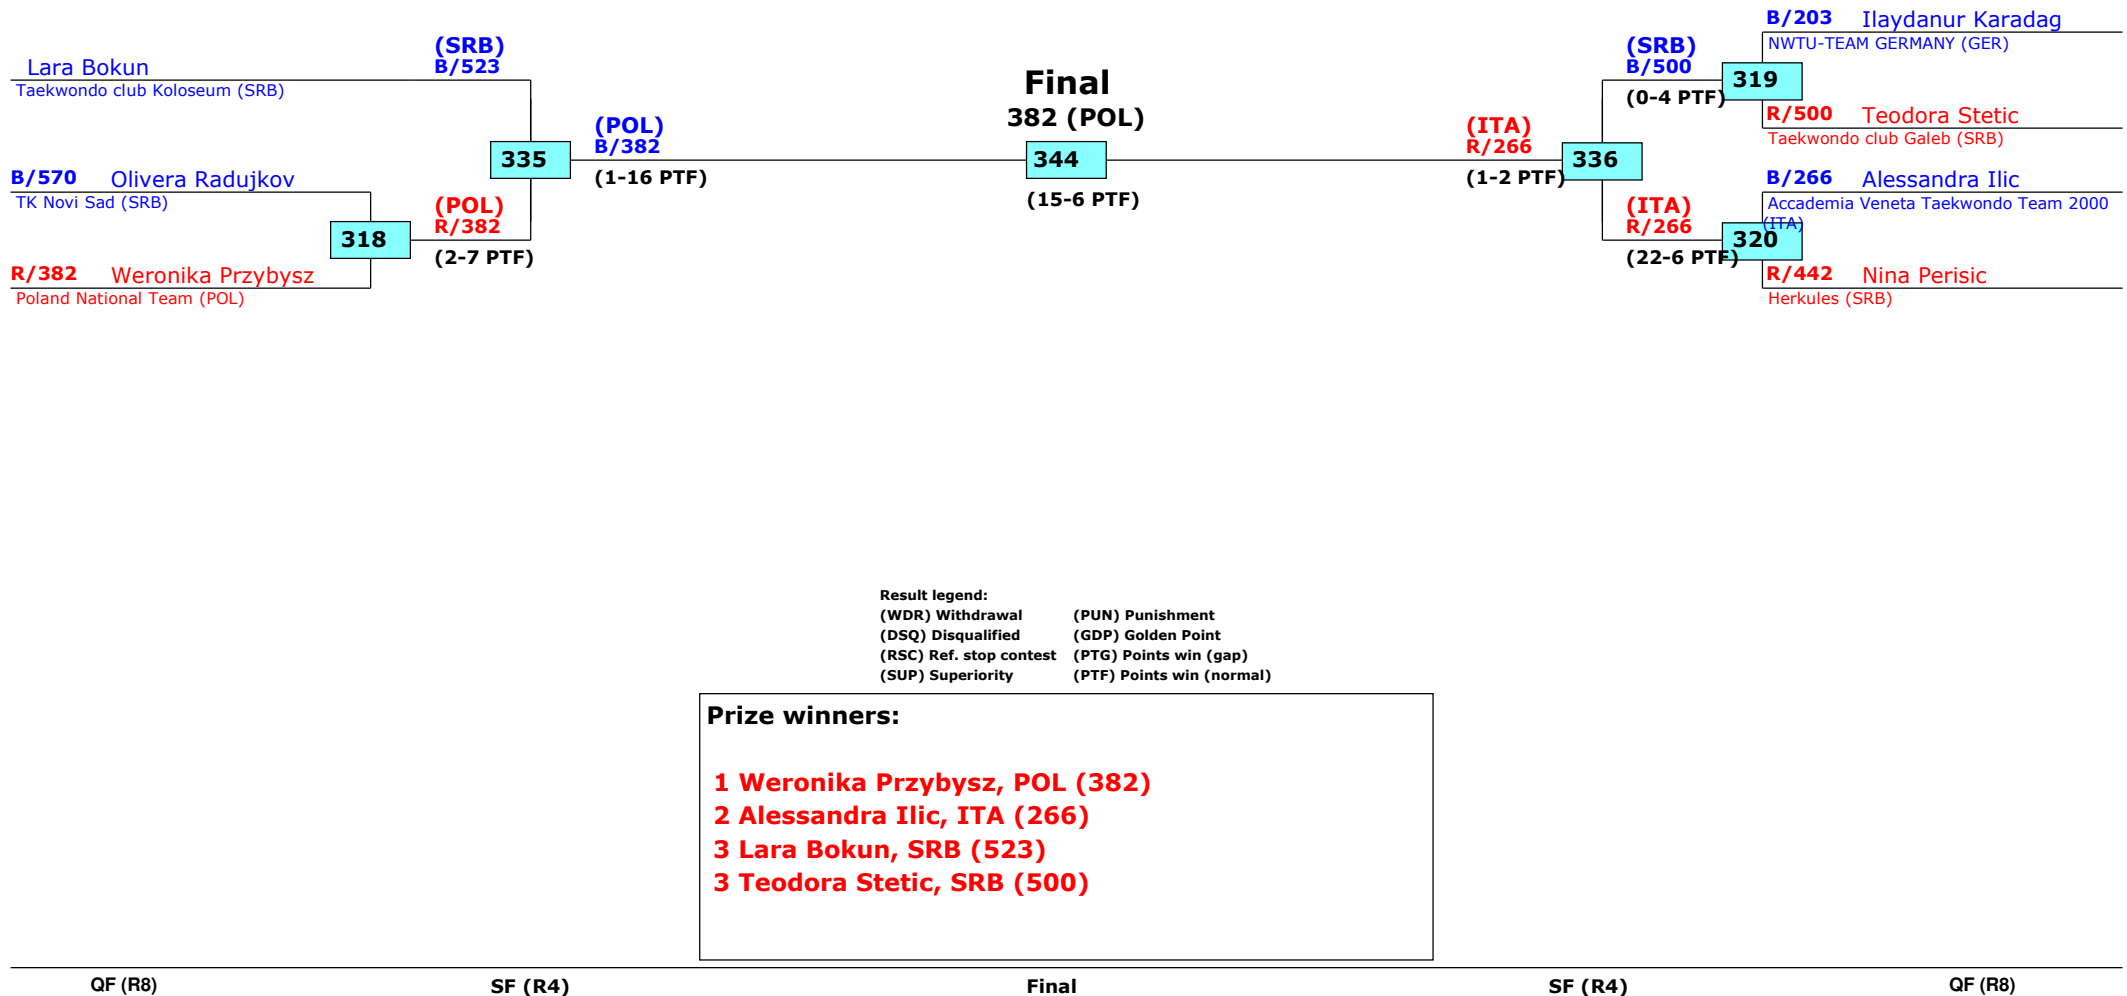 Lara Bokun
Taekwondo club Koloseum (SRB)
B/570 Olivera Radujkov
TK Novi Sad (SRB)
R/382 Weronika Przybysz
Poland National Team (POL)
318
(SRB)
B/523
(POL)
R/382
(2-7 PTF)
335
(POL)
B/382
(1-16 PTF)
Final
382 (POL)
344
(15-6 PTF)
(ITA)
R/266
(1-2 PTF)
336
(SRB)
B/500
(0-4 PTF)
(ITA)
R/266
(22-6 PTF)
319
320
B/203 Ilaydanur Karadag
NWTU-TEAM GERMANY (GER)
R/500 Teodora Stetic
Taekwondo club Galeb (SRB)
B/266 Alessandra Ilic
Accademia Veneta Taekwondo Team 2000
(ITA)
R/442 Nina Perisic
Herkules (SRB)
Result legend:
(WDR) Withdrawal (PUN) Punishment
(DSQ) Disqualified (GDP) Golden Point
(RSC) Ref. stop contest (PTG) Points win (gap)
(SUP) Superiority (PTF) Points win (normal)
Prize winners:
1 Weronika Przybysz, POL (382)
2 Alessandra Ilic, ITA (266)
3 Lara Bokun, SRB (523)
3 Teodora Stetic, SRB (500)
QF (R8) SF (R4) Final SF (R4) QF (R8)